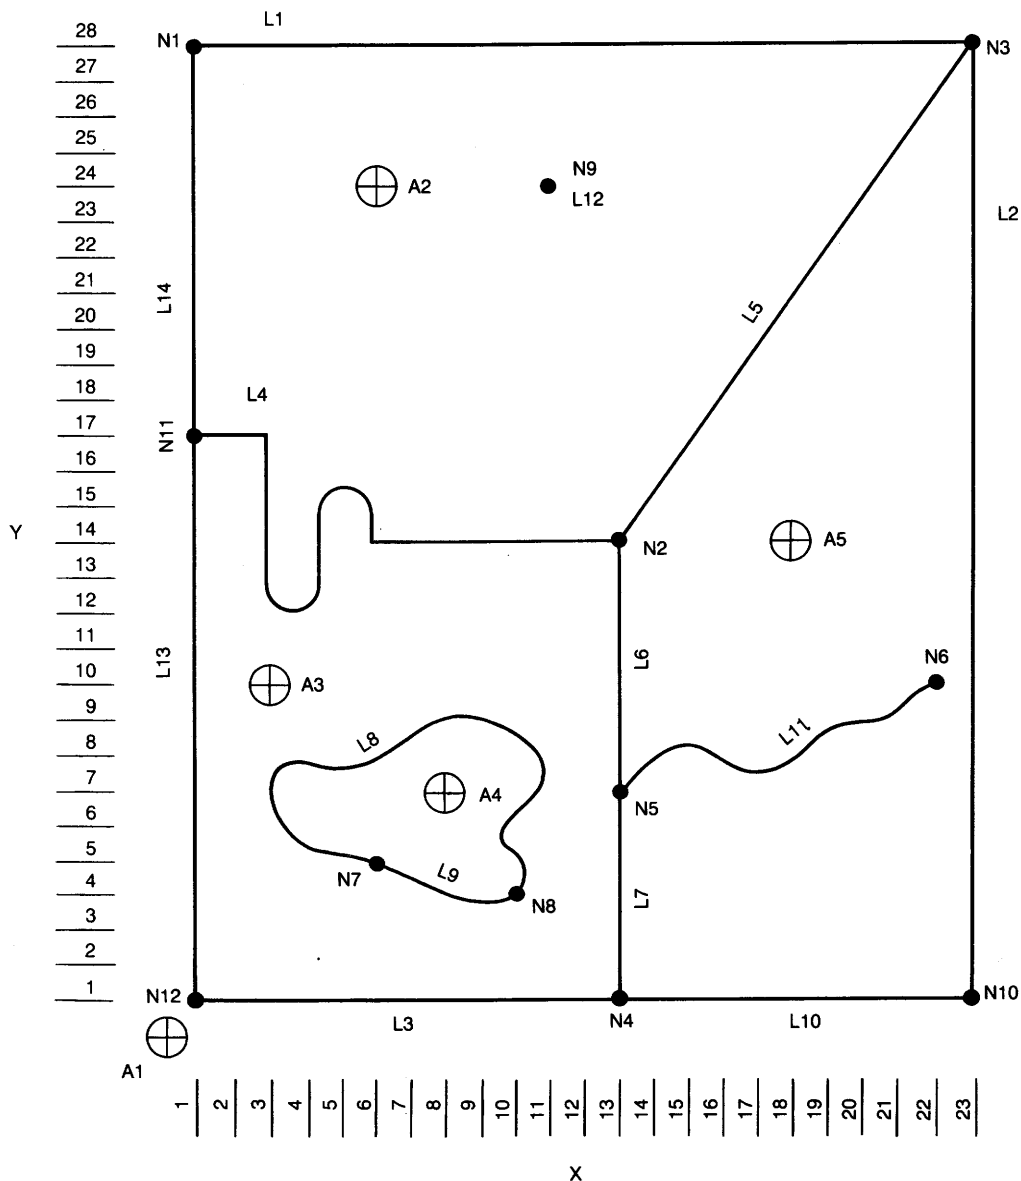 L1
28
N1
N3
27
26
25
24
A2
N9
L12
23
L2
22
21
L14
20
L5
19
18
L4
17
N11
16
15
Y
14
N2
A5
13
12
11
L13
L6
10
A3
N6
9
L8
L11
8
7
A4
N5
6
5
N7
L9
4
N8
L7
3
2
1
N12
N10
L3
N4
L10
A1
1 2 3 4 5 6 7 8 9 10 11 12 13 14 15 16 17 18 19 20 21 22 23
X